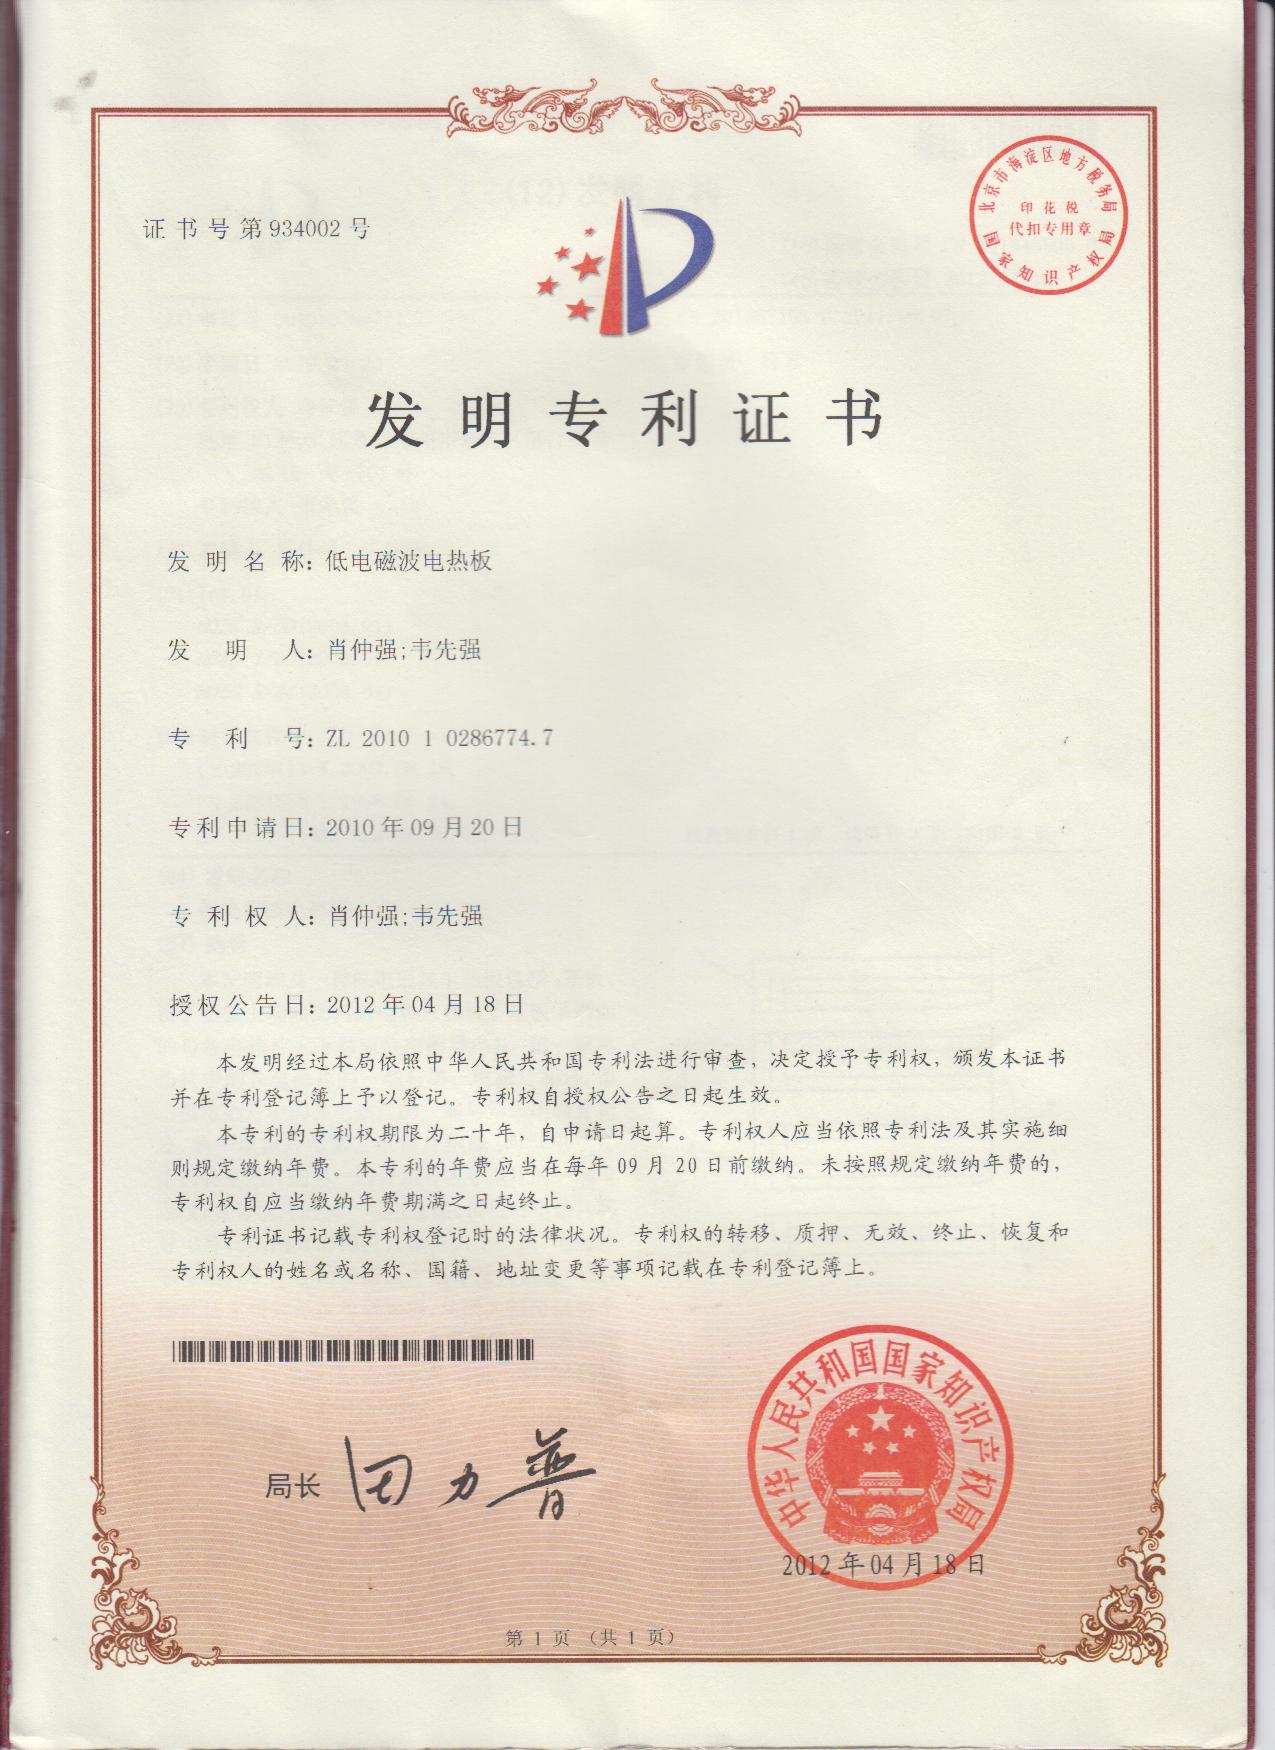 证书号第934002号
北京市海淀区地方税务局
印花税
代扣专用章
国家知识产权局
发明专利证书
发明名称：低电磁波电热板
发明人：肖仲强;韦先强
专利号：ZL 2010 1 0286774.7
专利申请日：2010年09月20日
专利权人：肖仲强;韦先强
授权公告日：2012年04月18日
本发明经过本局依照中华人民共和国专利法进行审查，决定授予专利权，颁发本证书
并在专利登记簿上予以登记。专利权自授权公告之日起生效。
本专利的专利权期限为二十年，自申请日起算。专利权人应当依照专利法及其实施细
则规定缴纳年费。本专利的年费应当在每年09月20日前缴纳。未按照规定缴纳年费的，
专利权自应当缴纳年费期满之日起终止。
专利证书记载专利权登记时的法律状况。专利权的转移、质押、无效、终止、恢复和
专利权人的姓名或名称、国籍、地址变更等事项记载在专利登记簿上。
局长 田力普
中华人民共和国国家知识产权局
2012年04月18日
第1页（共1页）